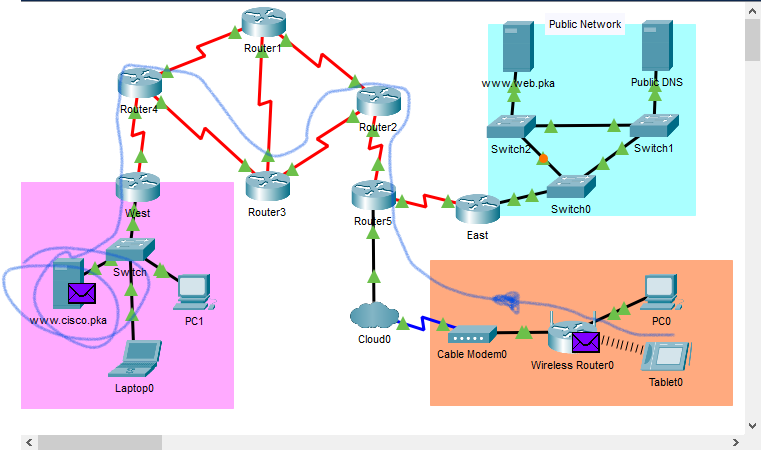 Public Network
Router1
www.web.pka
Public DNS
Router4
Router2
Switch2
Switch1
West
Router3
Router5
Switch0
East
Switch
www.cisco.pka
PC1
Cloud0
PC0
Cable Modem0
Wireless Router0
Laptop0
Tablet0